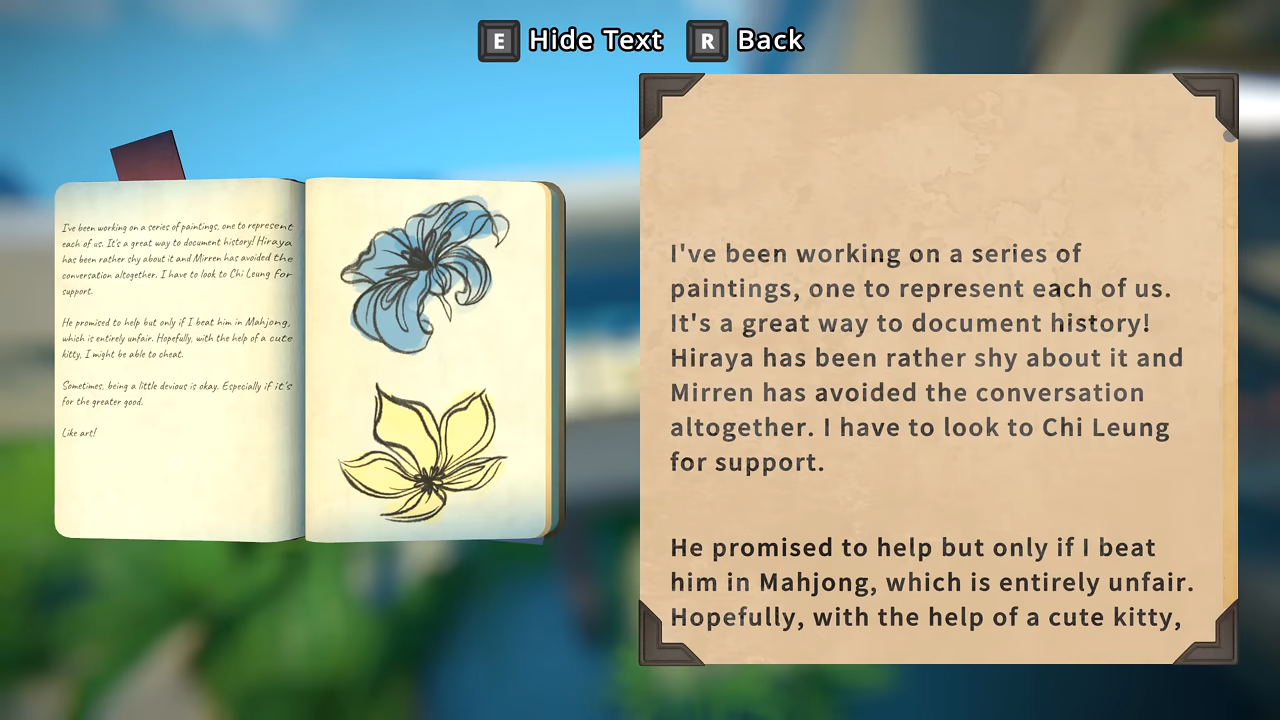 E Hide Text R Back
I've been working on a series of paintings, one to represent
each of us. It's a great way to document history! Hiraya
has been rather shy about it and Mirren has avoided the
conversation altogether. I have to look to Chi Leung for
support.
He promised to help but only if I beat him in Mahjong,
which is entirely unfair. Hopefully, with the help of a cute
kitty, I might be able to cheat.
Sometimes, being a little devious is okay. Especially if it's
for the greater good.
Like art!
I've been working on a series of
paintings, one to represent each of us.
It's a great way to document history!
Hiraya has been rather shy about it and
Mirren has avoided the conversation
altogether. I have to look to Chi Leung
for support.
He promised to help but only if I beat
him in Mahjong, which is entirely unfair.
Hopefully, with the help of a cute kitty,